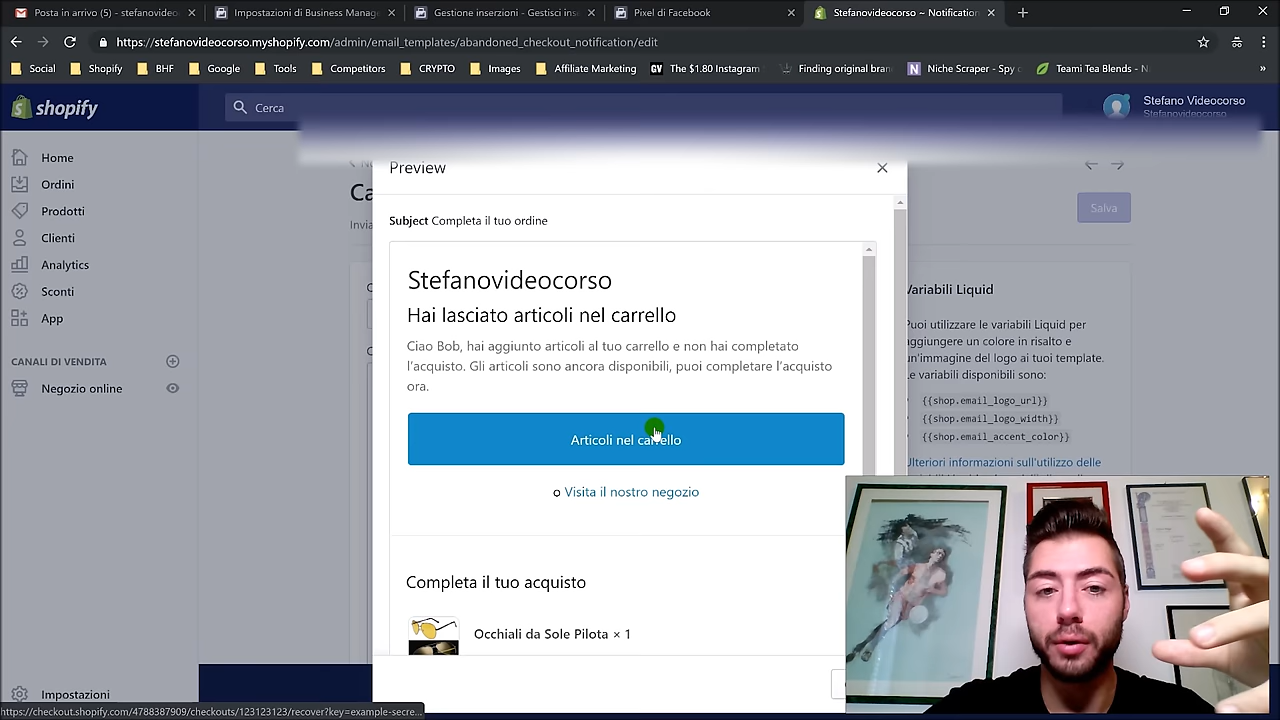 Posta in arrivo (5) - stefanovideo
Impostazioni di Business Mana
Gestione inserzioni - Gestisci ins
Pixel di Facebook
Stefanovideocorso ~ Notification
https://stefanovideocorso.myshopify.com/admin/email_templates/abandoned_checkout_notification/edit
Social
Shopify
BHF
Google
Tools
Competitors
CRYPTO
Images
Affiliate Marketing
GV The $1.80 Instagram
Finding original bran
N Niche Scraper - Spy
Teami Tea Blends - N
»
shopify
Cerca
Stefano Videocorso
Stefanovideocorso
Home
Ordini
Prodotti
Clienti
Analytics
Sconti
App
CANALI DI VENDITA
Negozio online
Impostazioni
Ca
Invia
Salva
Preview
Subject Completa il tuo ordine
Stefanovideocorso
Hai lasciato articoli nel carrello
Ciao Bob, hai aggiunto articoli al tuo carrello e non hai completato
l'acquisto. Gli articoli sono ancora disponibili, puoi completare l'acquisto
ora.
Articoli nel carrello
o Visita il nostro negozio
Completa il tuo acquisto
Occhiali da Sole Pilota × 1
Variabili Liquid
Puoi utilizzare le variabili Liquid per
aggiungere un colore in risalto e
un'immagine del logo ai tuoi template.
Le variabili disponibili sono:
{{shop.email_logo_url}}
{{shop.email_logo_width}}
{{shop.email_accent_color}}
Ulteriori informazioni sull'utilizzo delle
https://checkout.shopify.com/4788387909/checkouts/123123123/recover?key=example-secre...